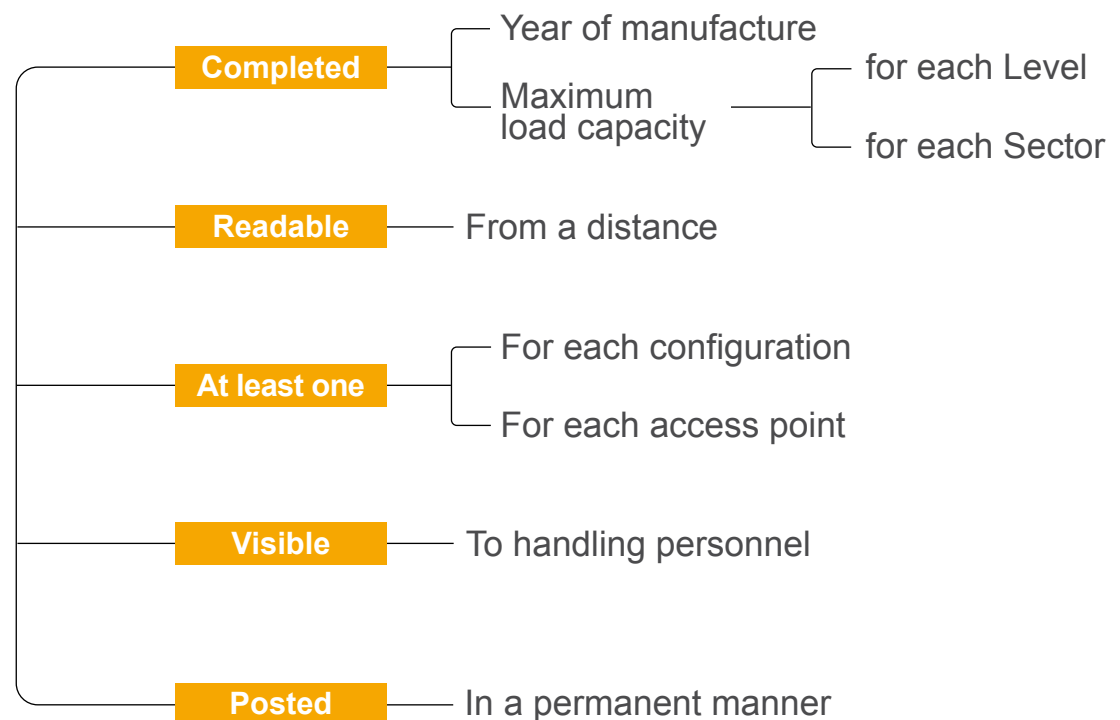 Completed
Year of manufacture
Maximum
load capacity
for each Level
for each Sector
Readable
From a distance
At least one
For each configuration
For each access point
Visible
To handling personnel
Posted
In a permanent manner